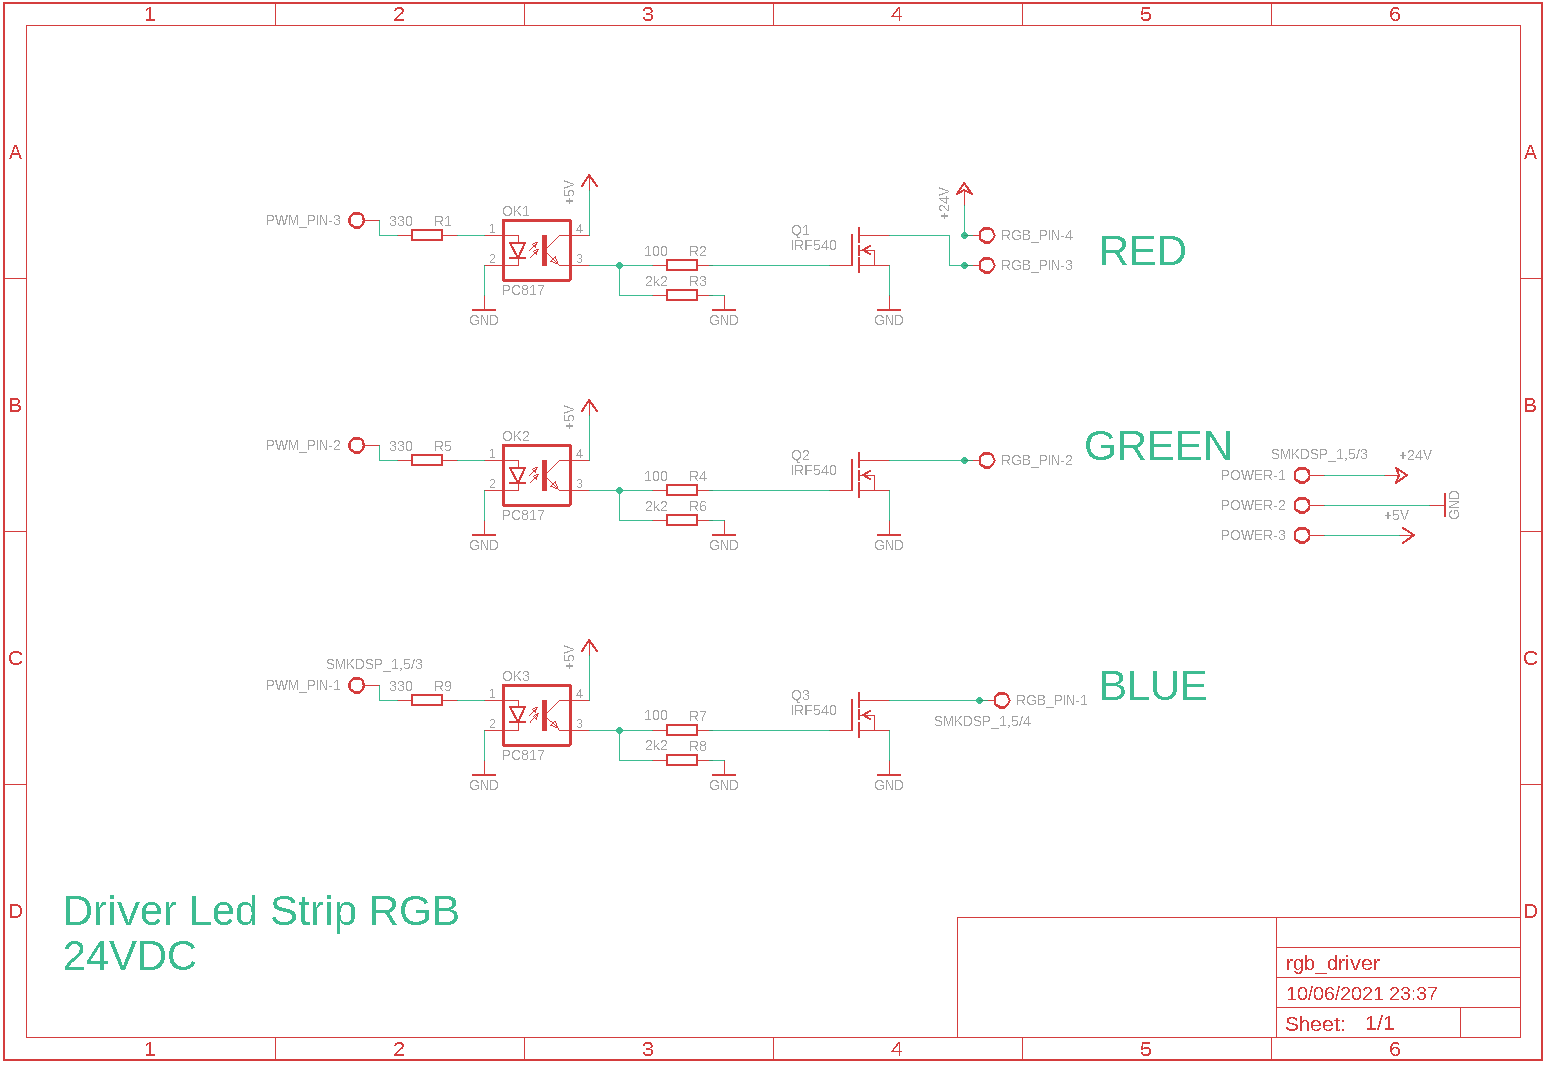 1 2 3 4 5 6
A A
+5V +24V
OK1
PWM_PIN-3 330 R1 1 4
Q1
IRF540
RGB_PIN-4
RED
2 3 100 R2
RGB_PIN-3
PC817 2k2 R3
GND GND GND
B B
+5V
OK2
PWM_PIN-2 330 R5 1 4
Q2
IRF540
RGB_PIN-2
GREEN
2 3 100 R4
PC817 2k2 R6
GND GND GND
SMKDSP_1,5/3 +24V
POWER-1
POWER-2 GND
+5V
POWER-3
C C
+5V
SMKDSP_1,5/3
OK3
PWM_PIN-1 330 R9 1 4
Q3
IRF540
RGB_PIN-1
BLUE
SMKDSP_1,5/4
2 3 100 R7
PC817 2k2 R8
GND GND GND
D D
Driver Led Strip RGB
24VDC
rgb_driver
10/06/2021 23:37
Sheet: 1/1
1 2 3 4 5 6